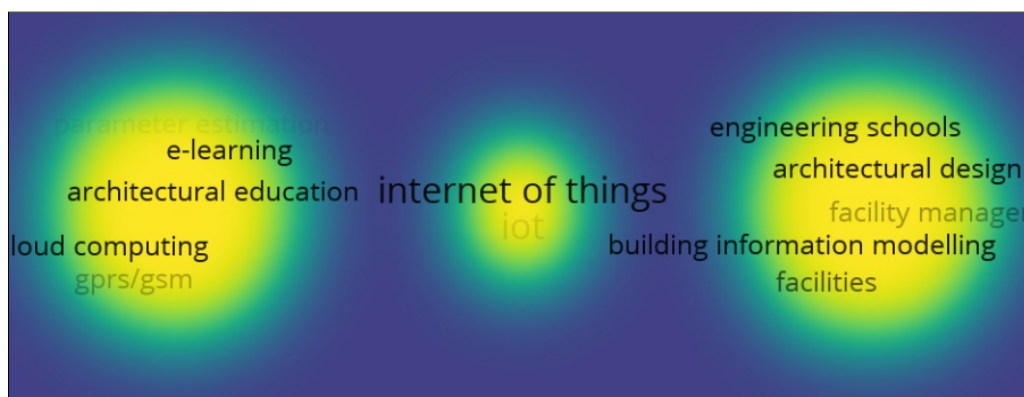 parameter estimation
e-learning
architectural education
loud computing
gprs/gsm
internet of things
iot
engineering schools
architectural design
facility manager
building information modelling
facilities